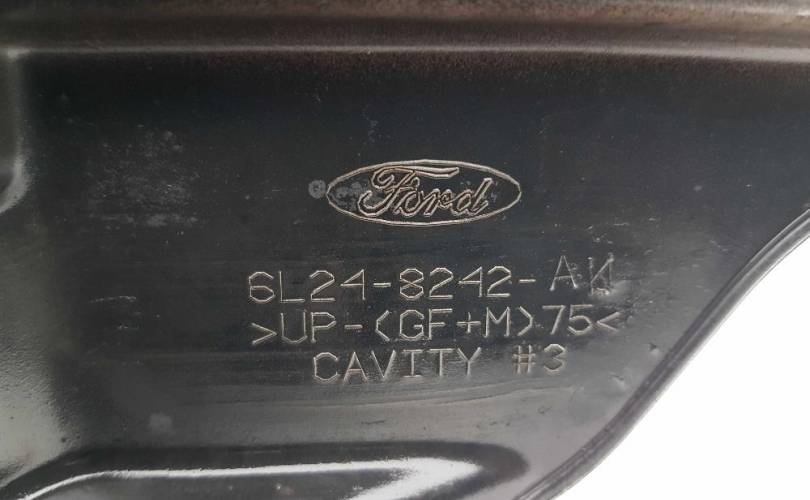 Ford
6L24-8242-AW
>UP-(GF+M)75<
CAVITY #3